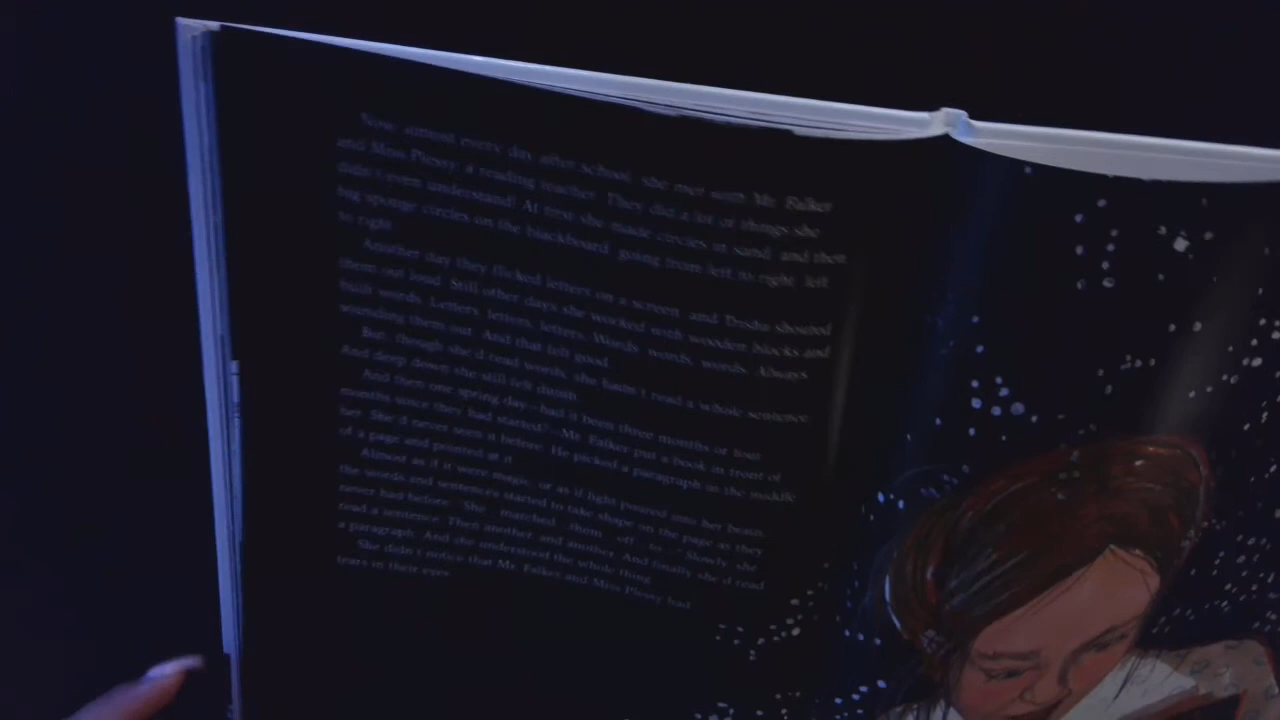 Now almost every day after school, she met with Mr. Falker
and Miss Plessy, a reading teacher. They did a lot of things she
didn't even understand! At first she made circles in sand, and then
big sponge circles on the blackboard, going from left to right, left
to right.
Another day they flicked letters on a screen, and Trisha shouted
them out loud. Still other days she worked with wooden blocks and
built words. Letters, letters, letters. Words, words, words. Always
sounding them out. And that felt good.
But, though she'd read words, she hadn't read a whole sentence.
And deep down she still felt dumb.
And then one spring day—had it been three months or four
months since they had started?—Mr. Falker put a book in front of
her. She'd never seen it before. He picked a paragraph in the middle
of a page and pointed at it.
Almost as if it were magic, or as if light poured into her brain,
the words and sentences started to take shape on the page as they
never had before. "She . . . marched . . . them . . . off . . . to . . ." Slowly, she
read a sentence. Then another, and another. And finally she'd read
a paragraph. And she understood the whole thing.
She didn't notice that Mr. Falker and Miss Plessy had
tears in their eyes.